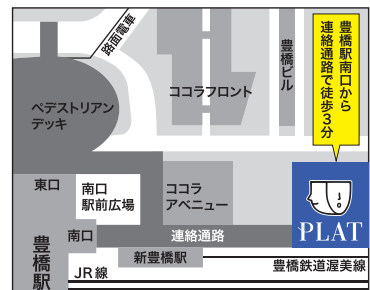 路面電車
ペデストリアン
デッキ
ココラフロント
豊橋ビル
豊橋駅南口から
連絡通路で徒歩3分
東口
南口
駅前広場
ココラ
アベニュー
PLAT
南口
連絡通路
豊橋駅
新豊橋駅
豊橋鉄道渥美線
JR線